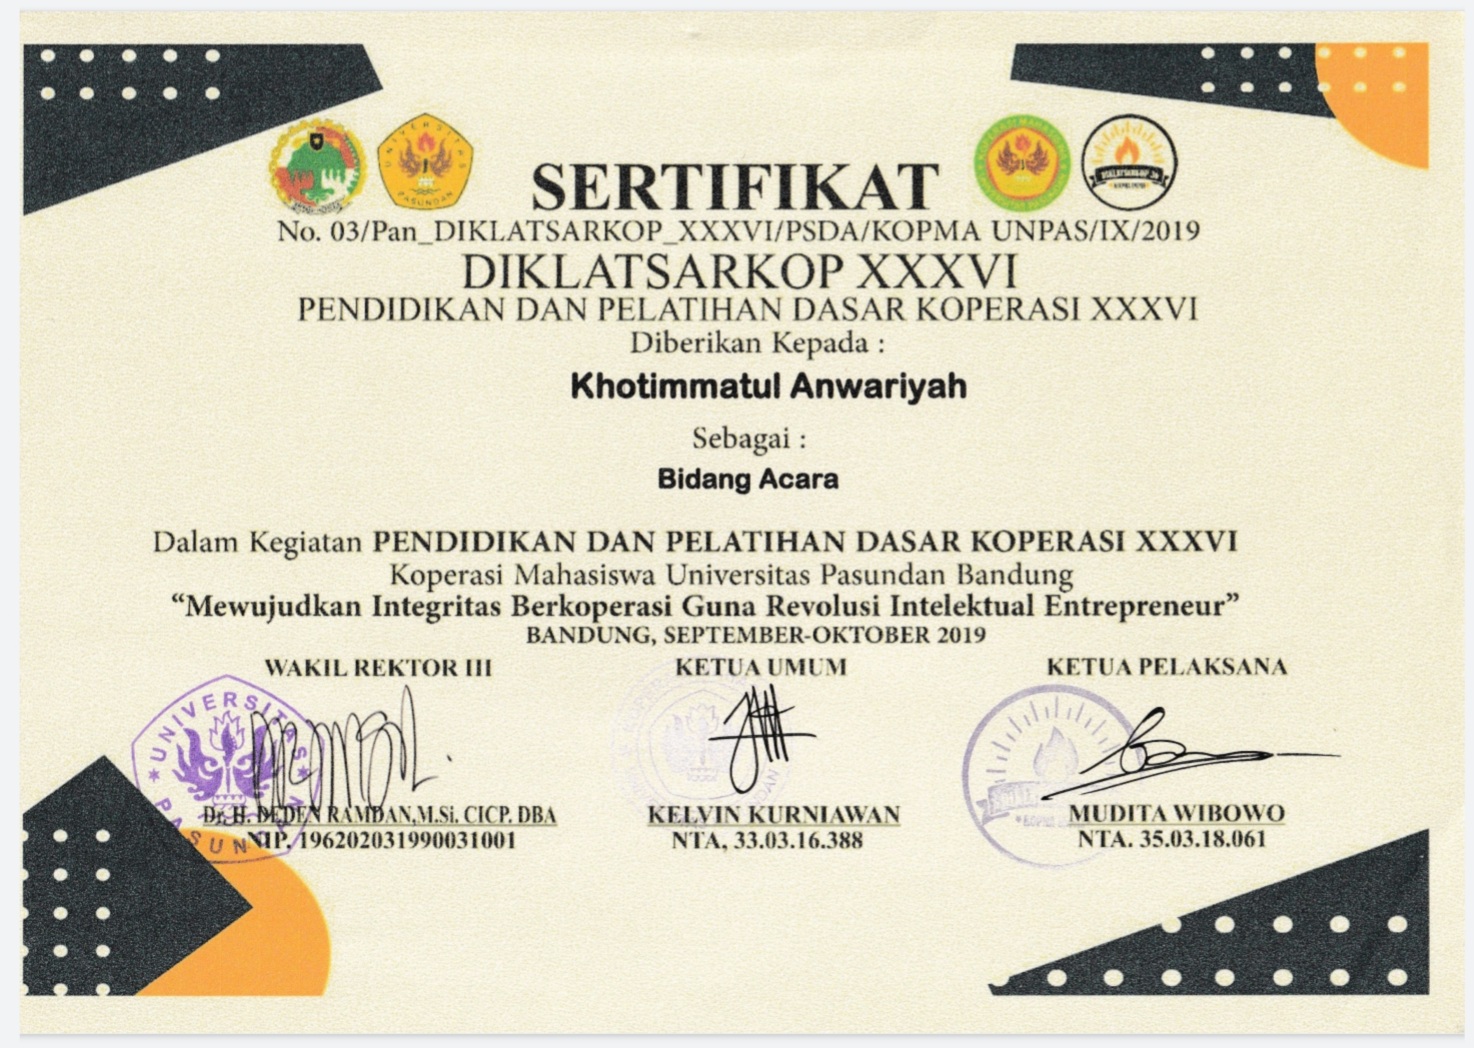 UNIVERSITAS
PASUNDAN
SERTIFIKAT
No. 03/Pan_DIKLATSARKOP_XXXVI/PSDA/KOPMA UNPAS/IX/2019
DIKLATSARKOP XXXVI
PENDIDIKAN DAN PELATIHAN DASAR KOPERASI XXXVI
Diberikan Kepada :
Khotimmatul Anwariyah
Sebagai :
Bidang Acara
Dalam Kegiatan PENDIDIKAN DAN PELATIHAN DASAR KOPERASI XXXVI
Koperasi Mahasiswa Universitas Pasundan Bandung
“Mewujudkan Integritas Berkoperasi Guna Revolusi Intelektual Entrepreneur”
BANDUNG, SEPTEMBER-OKTOBER 2019
WAKIL REKTOR III KETUA UMUM KETUA PELAKSANA
UNIVERSITAS
PASUNDAN
Dr. H. DEDEN RAMDAN,M.Si. CICP. DBA KELVIN KURNIAWAN MUDITA WIBOWO
NIP. 196202031990031001 NTA, 33.03.16.388 NTA. 35.03.18.061